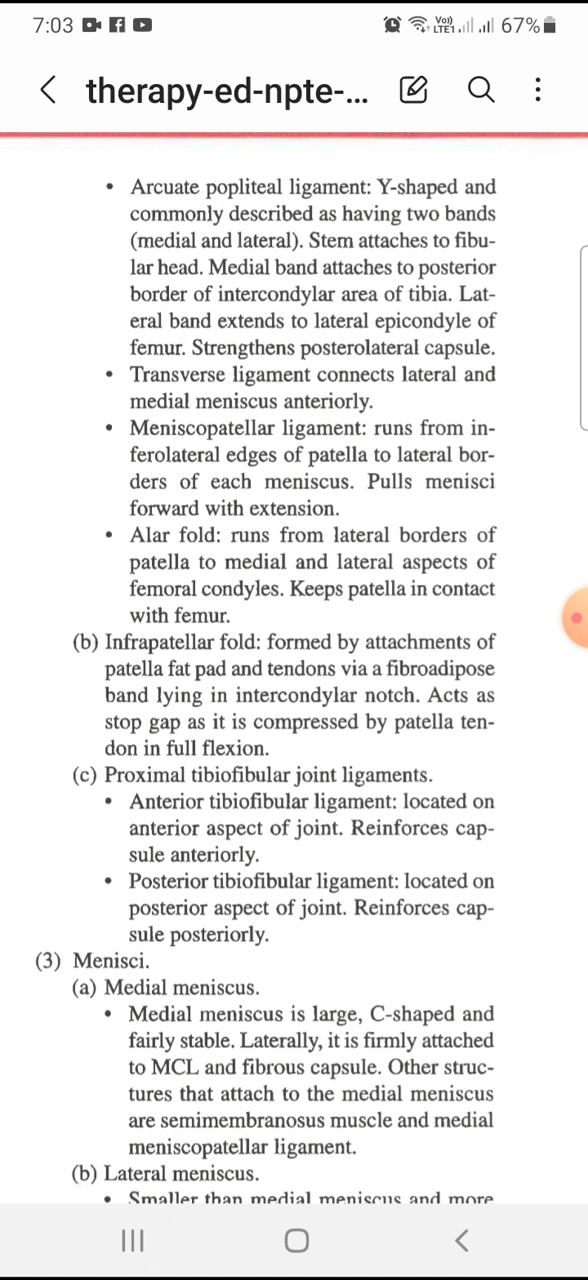 7:03 67%
Vo)) LTE1
therapy-ed-npte-...
• Arcuate popliteal ligament: Y-shaped and
commonly described as having two bands
(medial and lateral). Stem attaches to fibu-
lar head. Medial band attaches to posterior
border of intercondylar area of tibia. Lat-
eral band extends to lateral epicondyle of
femur. Strengthens posterolateral capsule.
• Transverse ligament connects lateral and
medial meniscus anteriorly.
• Meniscopatellar ligament: runs from in-
ferolateral edges of patella to lateral bor-
ders of each meniscus. Pulls menisci
forward with extension.
• Alar fold: runs from lateral borders of
patella to medial and lateral aspects of
femoral condyles. Keeps patella in contact
with femur.
(b) Infrapatellar fold: formed by attachments of
patella fat pad and tendons via a fibroadipose
band lying in intercondylar notch. Acts as
stop gap as it is compressed by patella ten-
don in full flexion.
(c) Proximal tibiofibular joint ligaments.
• Anterior tibiofibular ligament: located on
anterior aspect of joint. Reinforces cap-
sule anteriorly.
• Posterior tibiofibular ligament: located on
posterior aspect of joint. Reinforces cap-
sule posteriorly.
(3) Menisci.
(a) Medial meniscus.
• Medial meniscus is large, C-shaped and
fairly stable. Laterally, it is firmly attached
to MCL and fibrous capsule. Other struc-
tures that attach to the medial meniscus
are semimembranosus muscle and medial
meniscopatellar ligament.
(b) Lateral meniscus.
• Smaller than medial meniscus and more